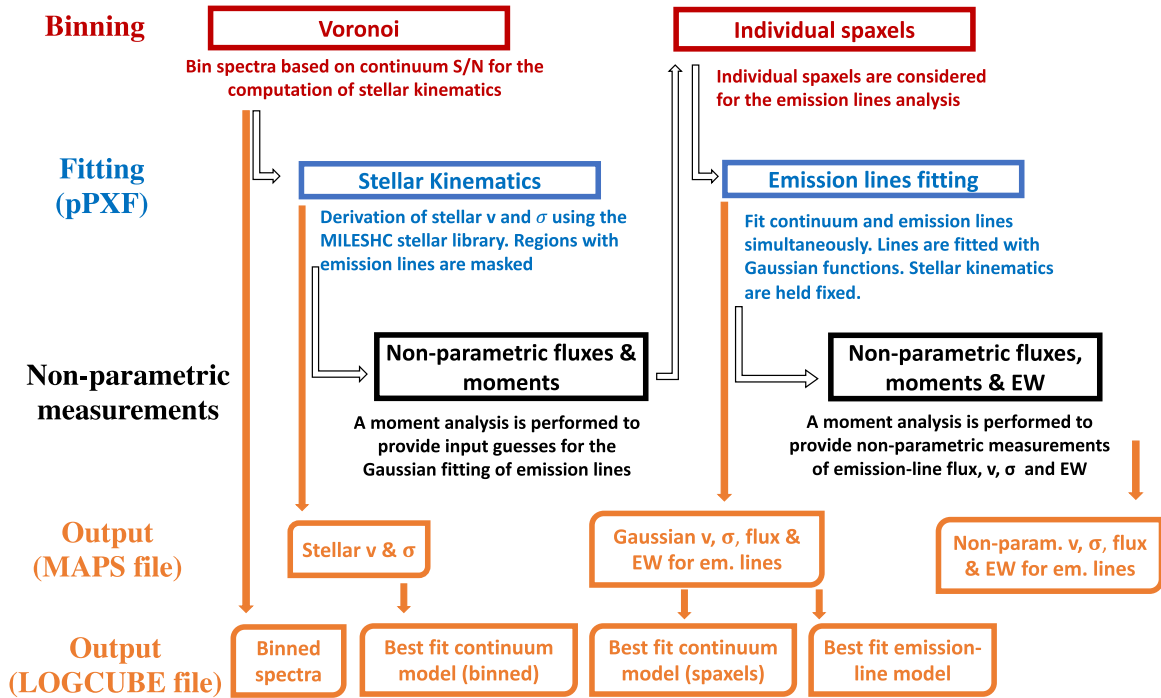 Binning
Voronoi
Bin spectra based on continuum S/N for the
computation of stellar kinematics
Individual spaxels
Individual spaxels are considered
for the emission lines analysis
Fitting
(pPXF)
Stellar Kinematics
Derivation of stellar v and σ using the
MILESHC stellar library. Regions with
emission lines are masked
Emission lines fitting
Fit continuum and emission lines
simultaneously. Lines are fitted with
Gaussian functions. Stellar kinematics
are held fixed.
Non-parametric
measurements
Non-parametric fluxes &
moments
A moment analysis is performed to
provide input guesses for the
Gaussian fitting of emission lines
Non-parametric fluxes,
moments & EW
A moment analysis is performed to
provide non-parametric measurements
of emission-line flux, v, σ and EW
Output
(MAPS file)
Stellar v & σ
Gaussian v, σ, flux &
EW for em. lines
Non-param. v, σ, flux
& EW for em. lines
Output
(LOGCUBE file)
Binned
spectra
Best fit continuum
model (binned)
Best fit continuum
model (spaxels)
Best fit emission-
line model